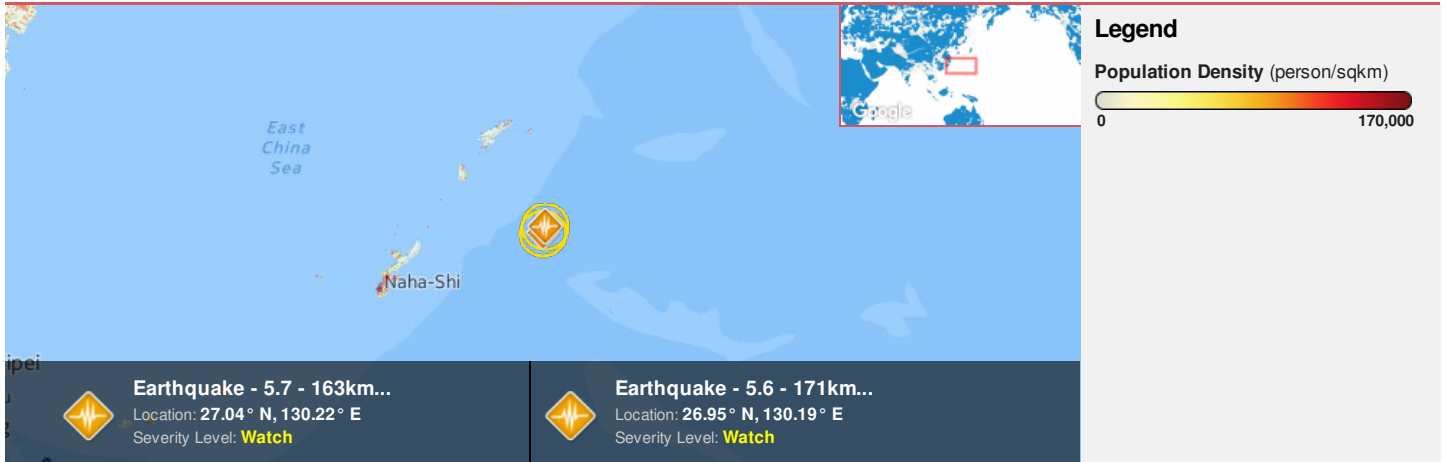 East
China
Sea
Naha-Shi
ipei
Google
Legend
Population Density (person/sqkm)
0 170,000
Earthquake - 5.7 - 163km...
Location: 27.04° N, 130.22° E
Severity Level: Watch
Earthquake - 5.6 - 171km...
Location: 26.95° N, 130.19° E
Severity Level: Watch